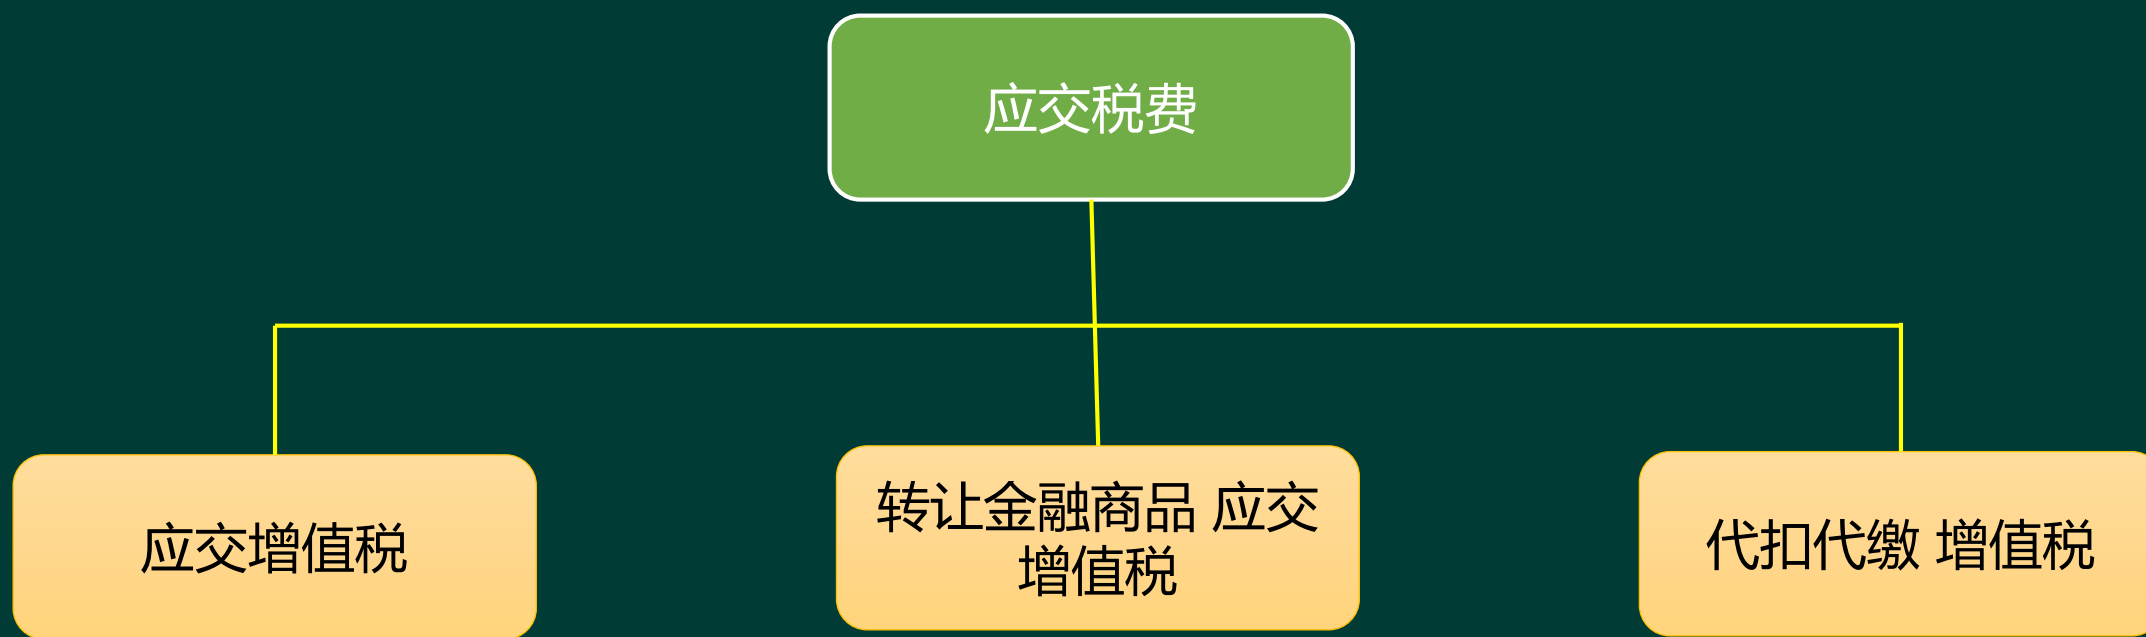 应交税费
应交增值税
转让金融商品 应交
增值税
代扣代缴 增值税